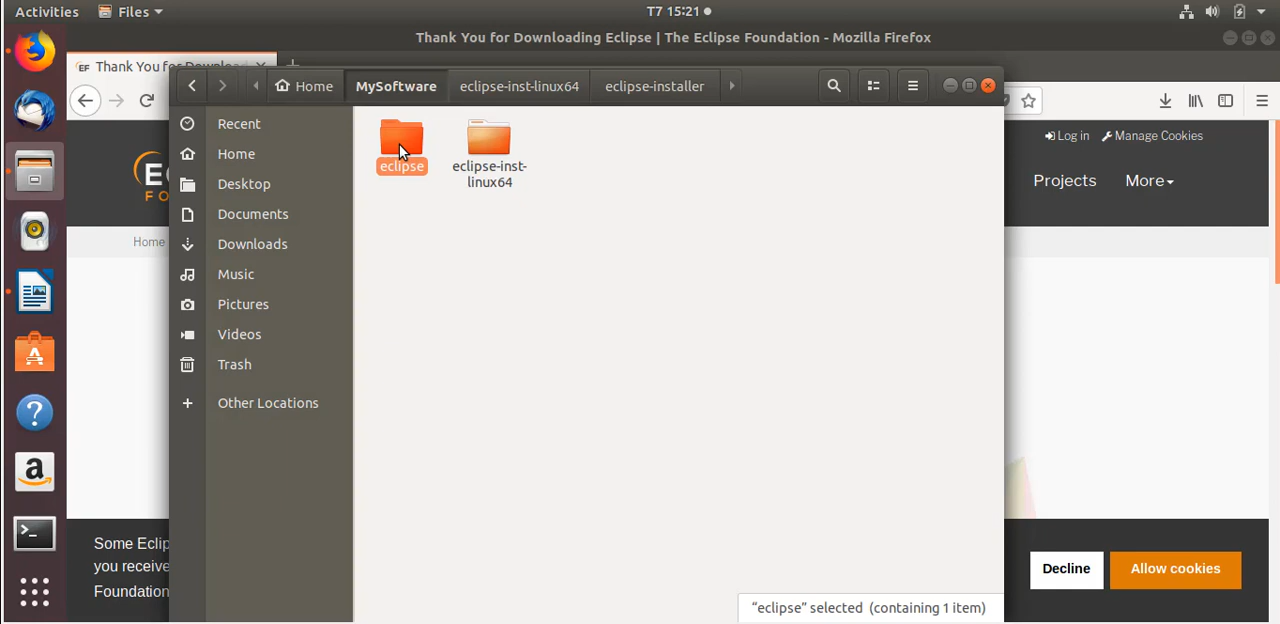 Activities
Files
T7 15:21
Thank You for Downloading Eclipse | The Eclipse Foundation - Mozilla Firefox
Thank You for
Home
MySoftware
eclipse-inst-linux64
eclipse-installer
Log in
Manage Cookies
Projects
More
Home
Recent
Home
Desktop
Documents
Downloads
Music
Pictures
Videos
Trash
Other Locations
eclipse
eclipse-inst-
linux64
Some
you receive
Foundation
Decline
Allow cookies
“eclipse” selected (containing 1 item)